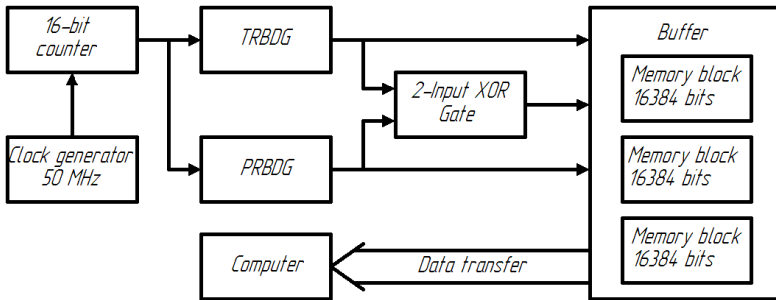 16-bit
counter
TRBDG
Buffer
Memory block
16384 bits
2-Input XOR
Gate
Clock generator
50 MHz
PRBDG
Memory block
16384 bits
Computer
Data transfer
Memory block
16384 bits